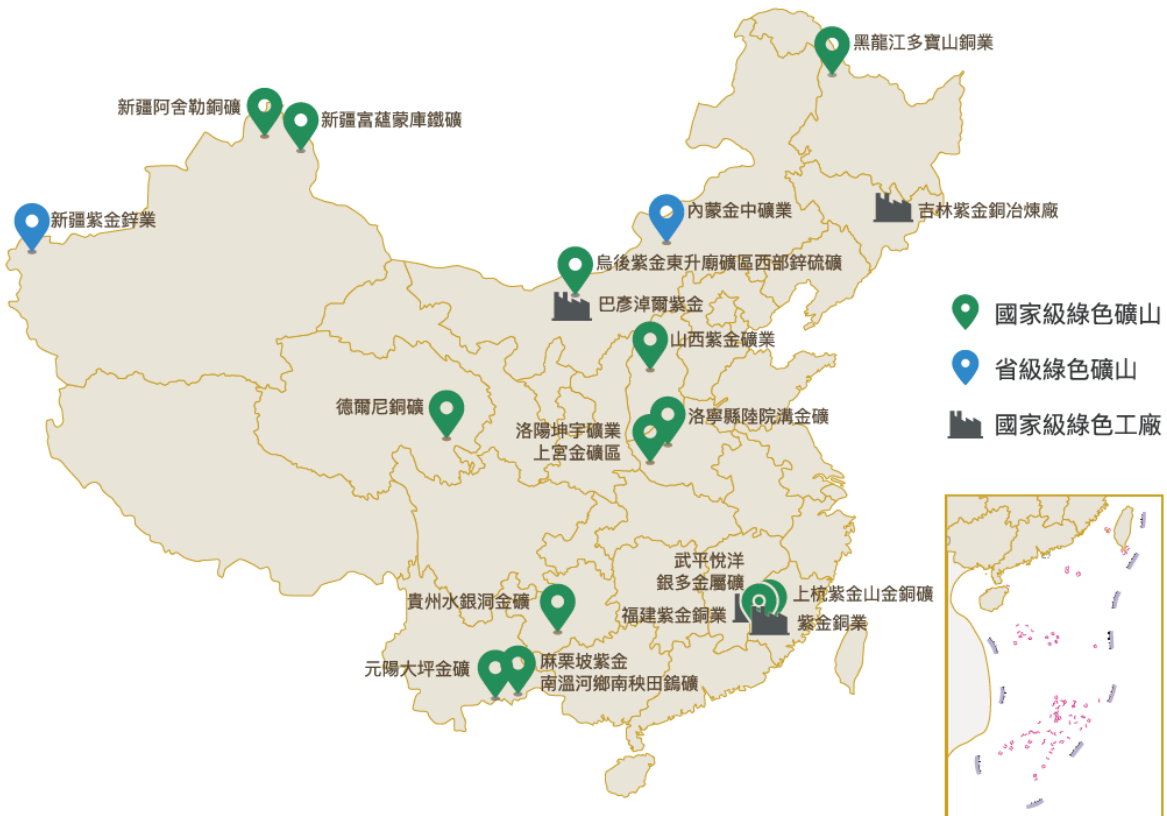 黑龍江多寶山銅業
新疆阿舍勒銅礦
新疆富蘊蒙庫鐵礦
新疆紫金鋅業
內蒙金中礦業
吉林紫金銅冶煉廠
烏後紫金東升廟礦區西部鋅硫礦
巴彥淖爾紫金
山西紫金礦業
德爾尼銅礦
洛寧縣陸院溝金礦
洛陽坤宇礦業
上宮金礦區
武平悅洋
銀多金屬礦
上杭紫金山金銅礦
福建紫金銅業
紫金銅業
貴州水銀洞金礦
元陽大坪金礦
麻栗坡紫金
南溫河鄉南秧田鎢礦
國家級綠色礦山
省級綠色礦山
國家級綠色工廠